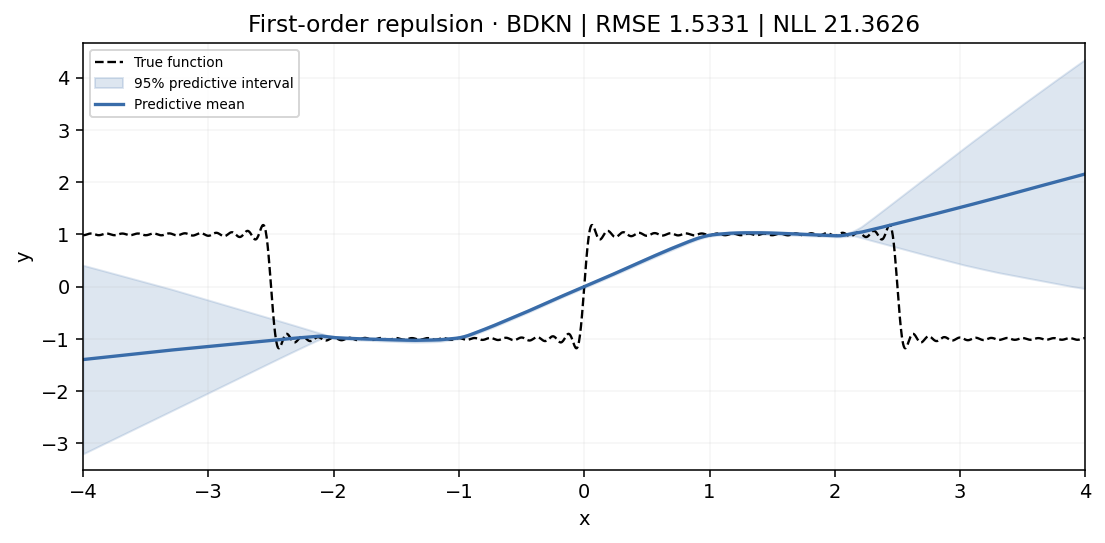 First-order repulsion · BDKN | RMSE 1.5331 | NLL 21.3626
True function
95% predictive interval
Predictive mean
4
3
2
1
0
−1
−2
−3
y
−4 −3 −2 −1 0 1 2 3 4
x